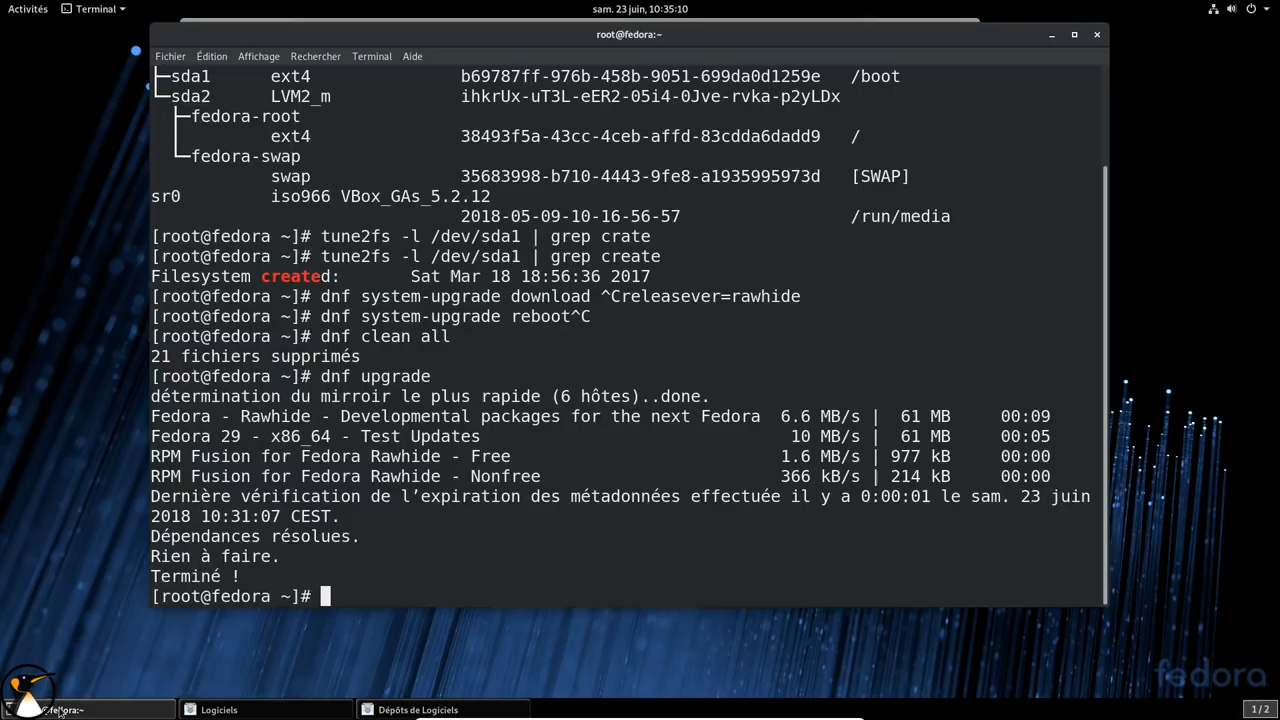 Activités Terminal sam. 23 juin, 10:35:10
root@fedora:~
Fichier Édition Affichage Rechercher Terminal Aide
├─sda1 ext4 b69787ff-976b-458b-9051-699da0d1259e /boot
└─sda2 LVM2_m ihkrUx-uT3L-eER2-05i4-0Jve-rvka-p2yLDx
├─fedora-root
ext4 38493f5a-43cc-4ceb-affd-83cdda6dadd9 /
└─fedora-swap
swap 35683998-b710-4443-9fe8-a1935995973d [SWAP]
sr0 iso966 VBox_GAs_5.2.12
2018-05-09-10-16-56-57 /run/media
[root@fedora ~]# tune2fs -l /dev/sda1 | grep crate
[root@fedora ~]# tune2fs -l /dev/sda1 | grep create
Filesystem created: Sat Mar 18 18:56:36 2017
[root@fedora ~]# dnf system-upgrade download ^Creleasever=rawhide
[root@fedora ~]# dnf system-upgrade reboot^C
[root@fedora ~]# dnf clean all
21 fichiers supprimés
[root@fedora ~]# dnf upgrade
détermination du mirroir le plus rapide (6 hôtes)..done.
Fedora - Rawhide - Developmental packages for the next Fedora 6.6 MB/s | 61 MB 00:09
Fedora 29 - x86_64 - Test Updates 10 MB/s | 61 MB 00:05
RPM Fusion for Fedora Rawhide - Free 1.6 MB/s | 977 kB 00:00
RPM Fusion for Fedora Rawhide - Nonfree 366 kB/s | 214 kB 00:00
Dernière vérification de l’expiration des métadonnées effectuée il y a 0:00:01 le sam. 23 juin
2018 10:31:07 CEST.
Dépendances résolues.
Rien à faire.
Terminé !
[root@fedora ~]#
fedora
fedora:~ Logiciels Dépôts de Logiciels 1 / 2